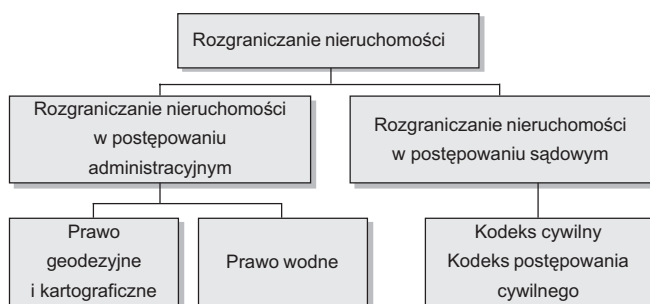 Rozgraniczanie nieruchomości
Rozgraniczanie nieruchomości
w postępowaniu
administracyjnym
Rozgraniczanie nieruchomości
w postępowaniu sądowym
Prawo
geodezyjne
i kartograficzne
Prawo wodne
Kodeks cywilny
Kodeks postępowania
cywilnego